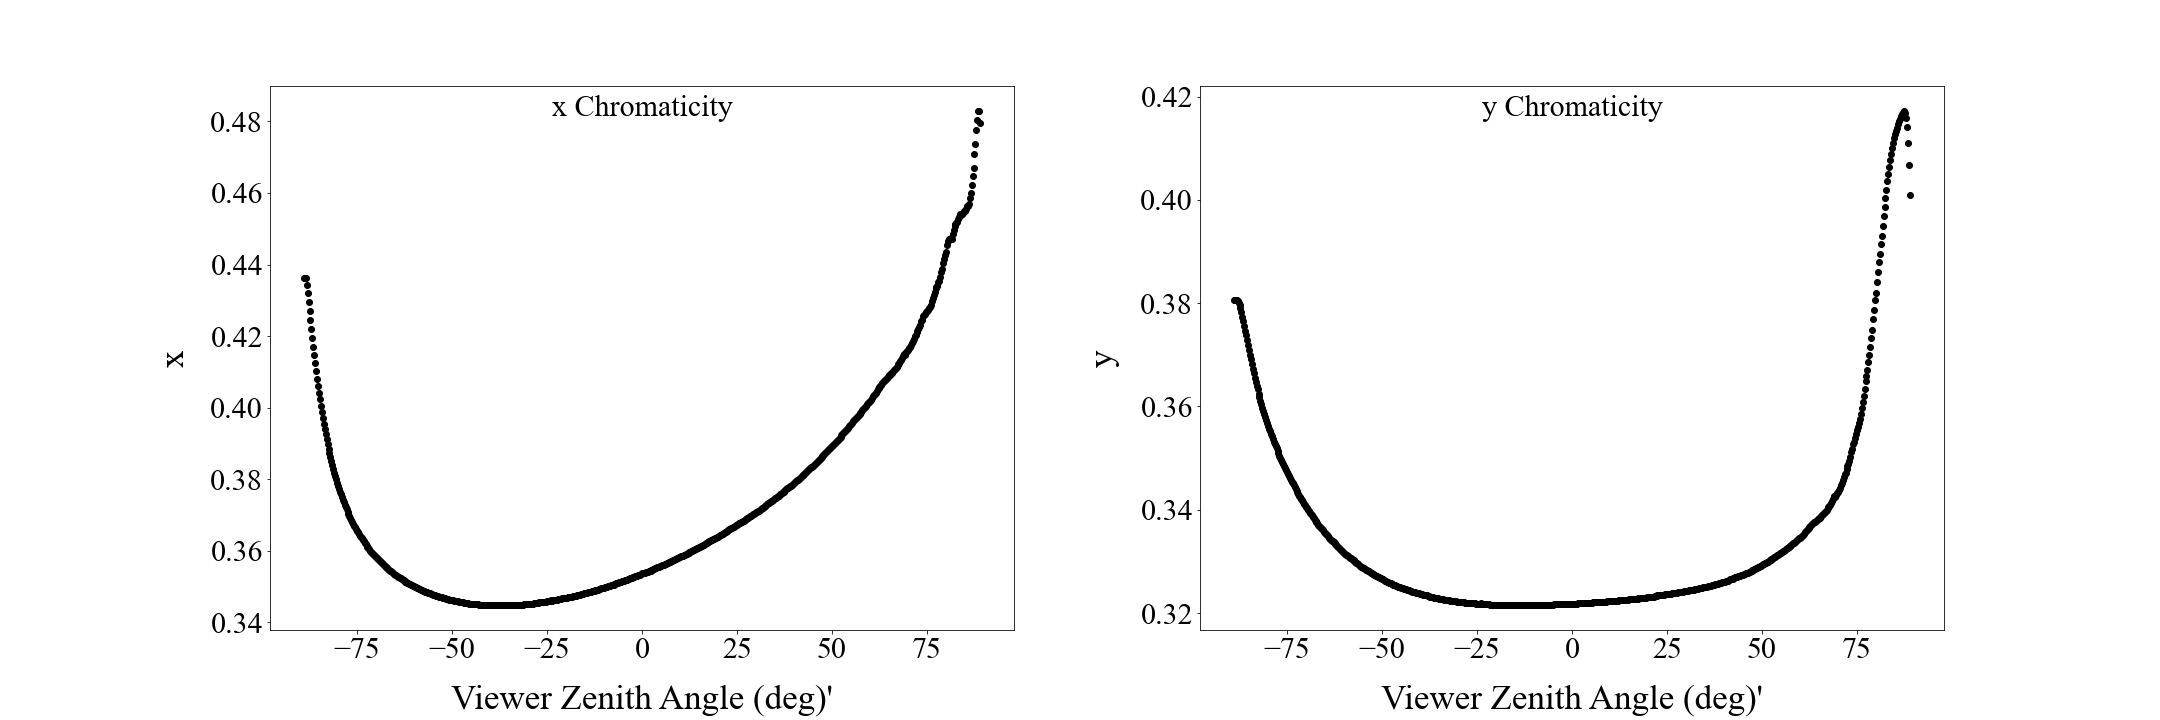 x Chromaticity
0.48
0.46
0.44
0.42
0.40
0.38
0.36
0.34
x
−75 −50 −25 0 25 50 75
Viewer Zenith Angle (deg)'
y Chromaticity
0.42
0.40
0.38
0.36
0.34
0.32
y
−75 −50 −25 0 25 50 75
Viewer Zenith Angle (deg)'